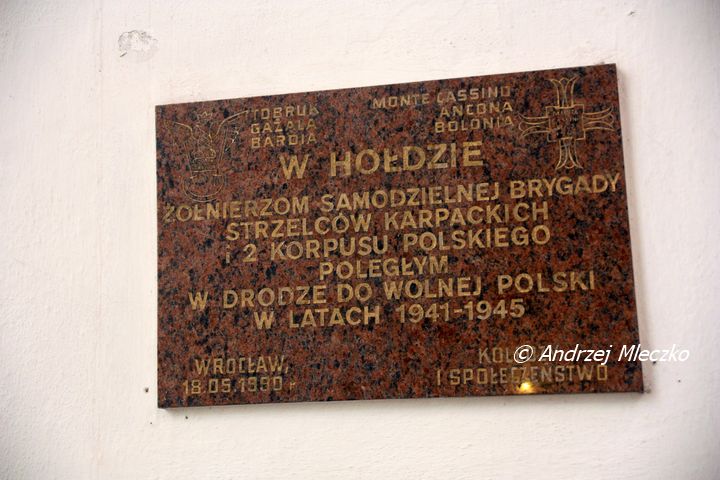 TOBRUK
GAZALA
BARDIA
MONTE CASSINO
ANCONA
BOLONIA
W HOŁDZIE
ŻOŁNIERZOM SAMODZIELNEJ BRYGADY
STRZELCÓW KARPACKICH
i 2 KORPUSU POLSKIEGO
POLEGŁYM
W DRODZE DO WOLNEJ POLSKI
W LATACH 1941-1945
WROCŁAW,
18.05.1990 r
I SPOŁECZEŃSTWO
© Andrzej Mleczko